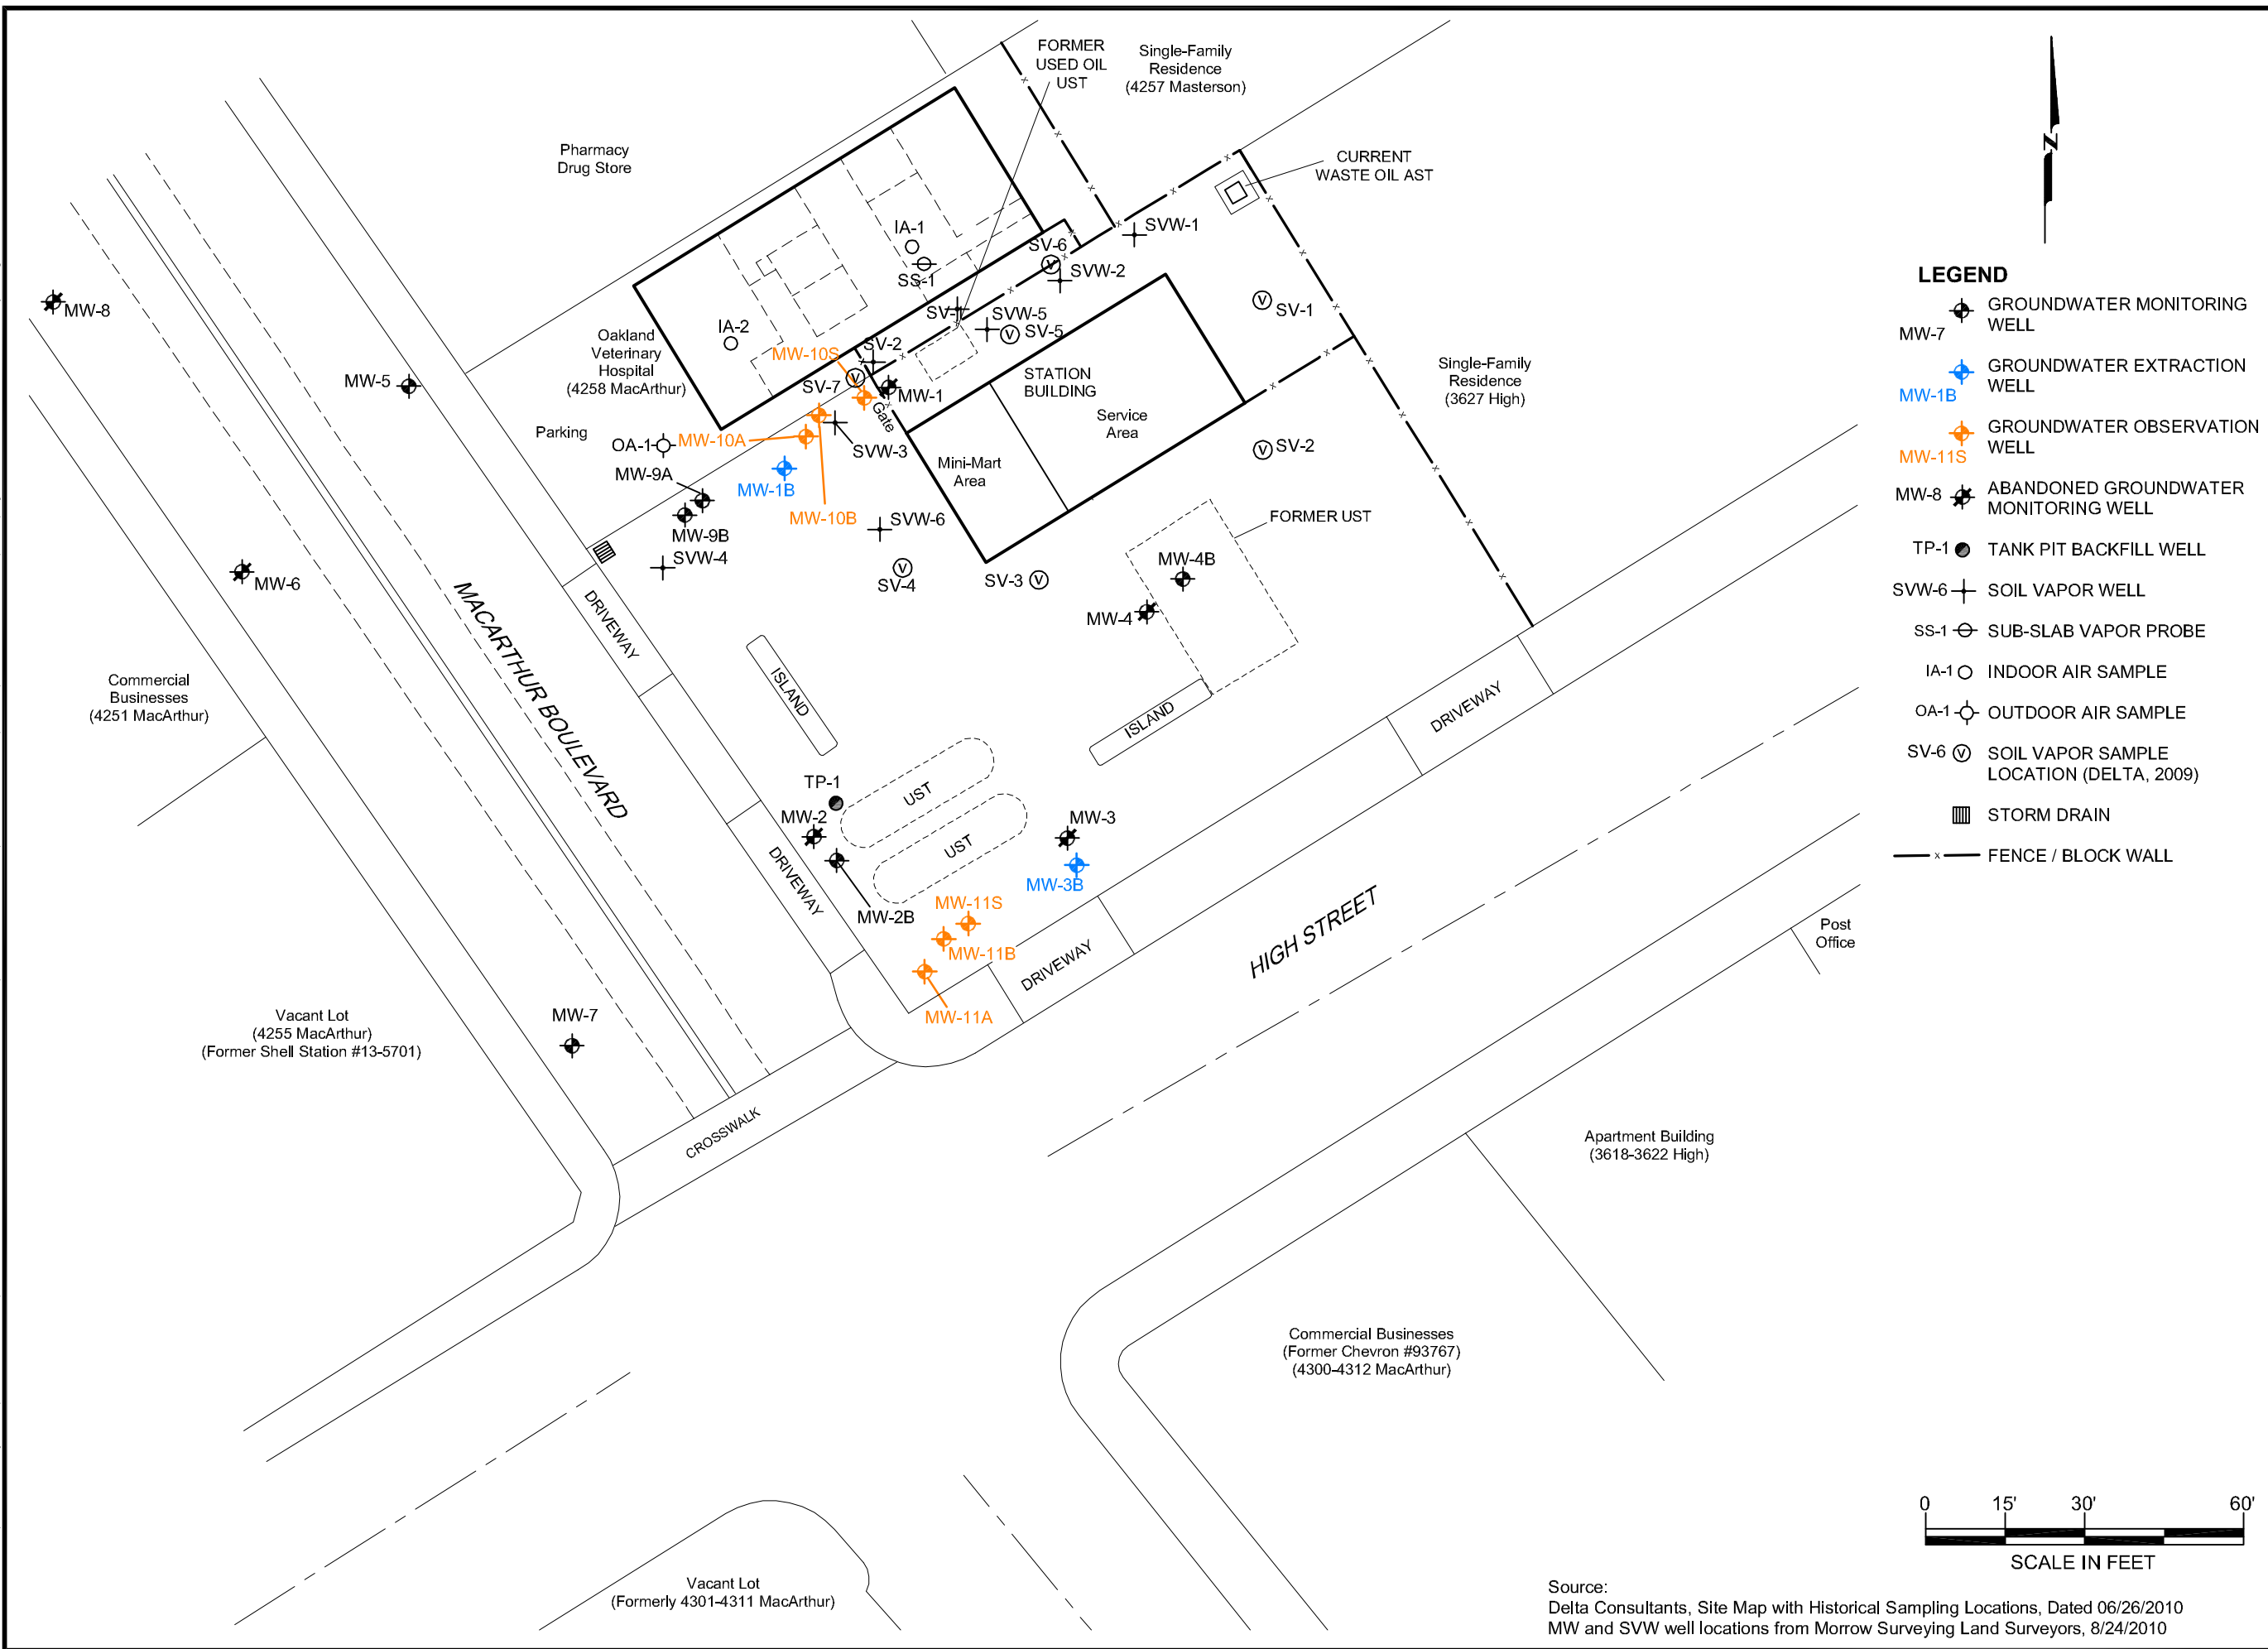 FORMER
USED OIL
UST
Single-Family
Residence
(4257 Masterson)
Pharmacy
Drug Store
CURRENT
WASTE OIL AST
N
IA-1
SS-1
SV-6
SVW-1
SVW-2
MW-8
IA-2
SV-1
SVW-5
SV-5
SV-1
Oakland
Veterinary
Hospital
(4258 MacArthur)
MW-10S
SV-2
SV-7
MW-1
Gate
STATION
BUILDING
Service
Area
Single-Family
Residence
(3627 High)
MW-5
Parking
OA-1
MW-10A
SVW-3
SV-2
MW-9A
MW-1B
Mini-Mart
Area
MW-10B
MW-9B
SVW-6
FORMER UST
SVW-4
SV-4
SV-3
MW-4B
MW-4
MW-6
DRIVEWAY
MACARTHUR BOULEVARD
Commercial
Businesses
(4251 MacArthur)
ISLAND
ISLAND
DRIVEWAY
TP-1
UST
MW-2
UST
MW-3
DRIVEWAY
MW-3B
MW-2B
MW-11S
MW-11B
DRIVEWAY
MW-11A
HIGH STREET
Post
Office
Vacant Lot
(4255 MacArthur)
(Former Shell Station #13-5701)
MW-7
CROSSWALK
Apartment Building
(3618-3622 High)
Commercial Businesses
(Former Chevron #93767)
(4300-4312 MacArthur)
Vacant Lot
(Formerly 4301-4311 MacArthur)
LEGEND
MW-7 GROUNDWATER MONITORING
WELL
MW-1B GROUNDWATER EXTRACTION
WELL
MW-11S GROUNDWATER OBSERVATION
WELL
MW-8 ABANDONED GROUNDWATER
MONITORING WELL
TP-1 TANK PIT BACKFILL WELL
SVW-6 SOIL VAPOR WELL
SS-1 SUB-SLAB VAPOR PROBE
IA-1 INDOOR AIR SAMPLE
OA-1 OUTDOOR AIR SAMPLE
SV-6 V SOIL VAPOR SAMPLE
LOCATION (DELTA, 2009)
STORM DRAIN
x FENCE / BLOCK WALL
0 15' 30' 60'
SCALE IN FEET
Source:
Delta Consultants, Site Map with Historical Sampling Locations, Dated 06/26/2010
MW and SVW well locations from Morrow Surveying Land Surveyors, 8/24/2010